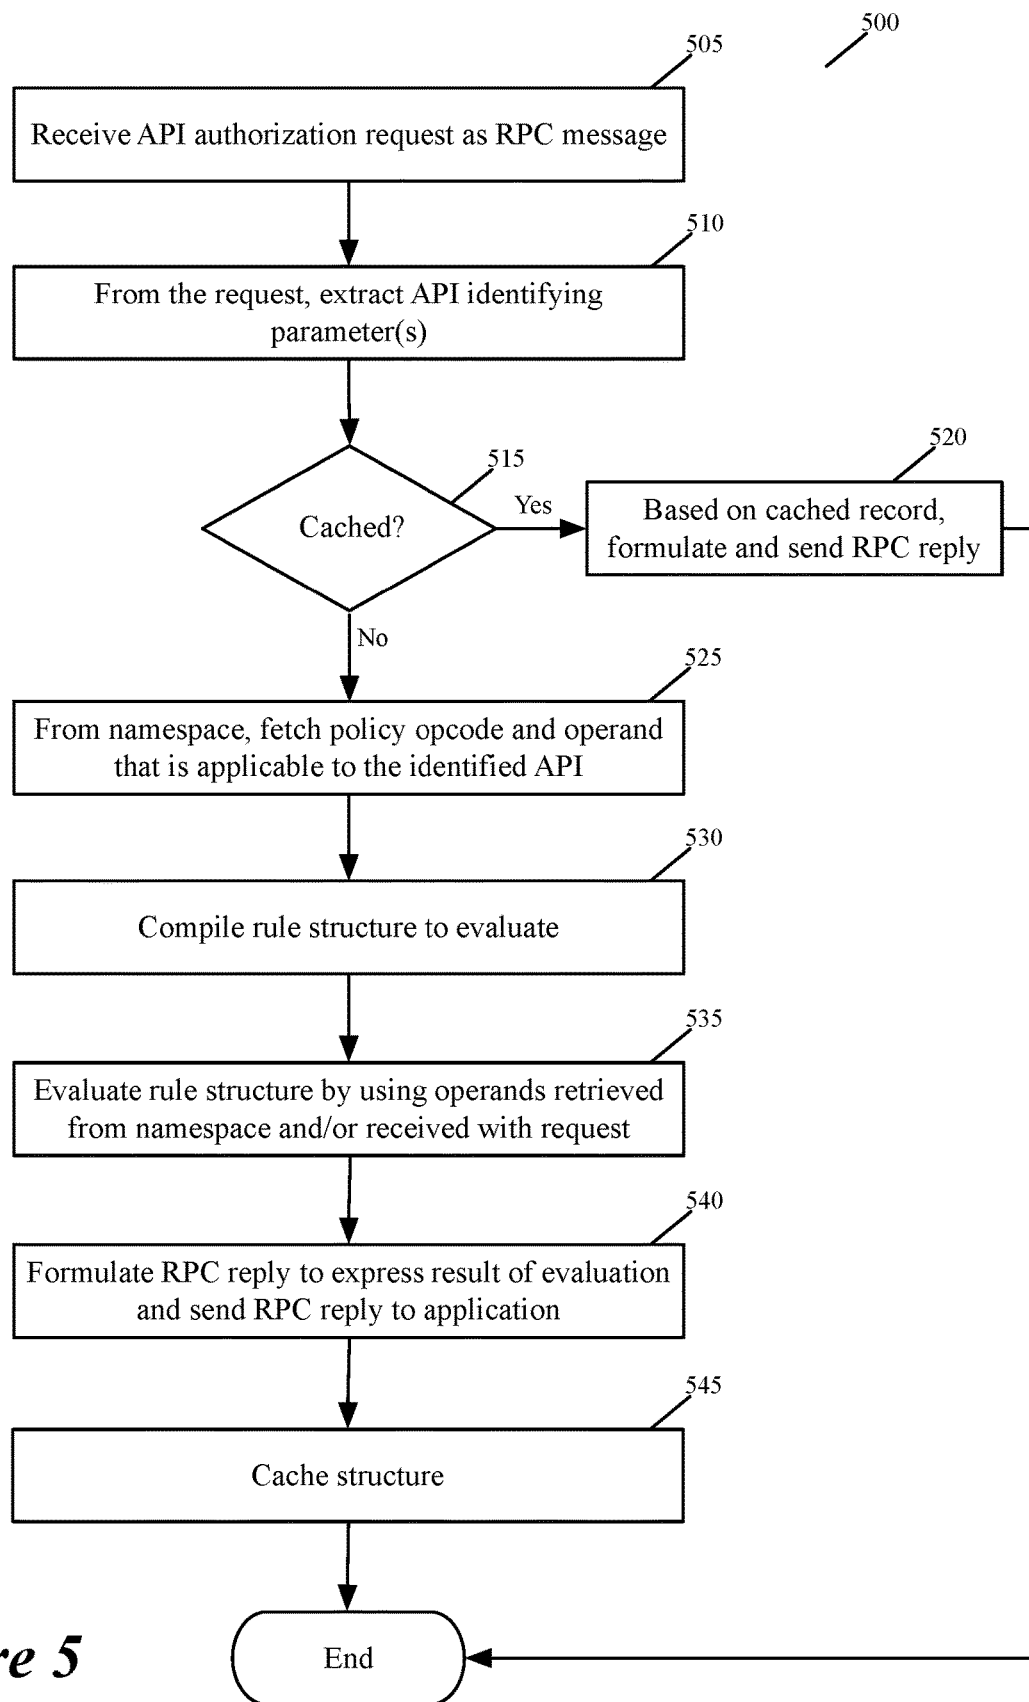 500
505
Receive API authorization request as RPC message
510
From the request, extract API identifying
parameter(s)
515
Cached?
Yes
520
Based on cached record,
formulate and send RPC reply
No
525
From namespace, fetch policy opcode and operand
that is applicable to the identified API
530
Compile rule structure to evaluate
535
Evaluate rule structure by using operands retrieved
from namespace and/or received with request
540
Formulate RPC reply to express result of evaluation
and send RPC reply to application
545
Cache structure
End
re 5